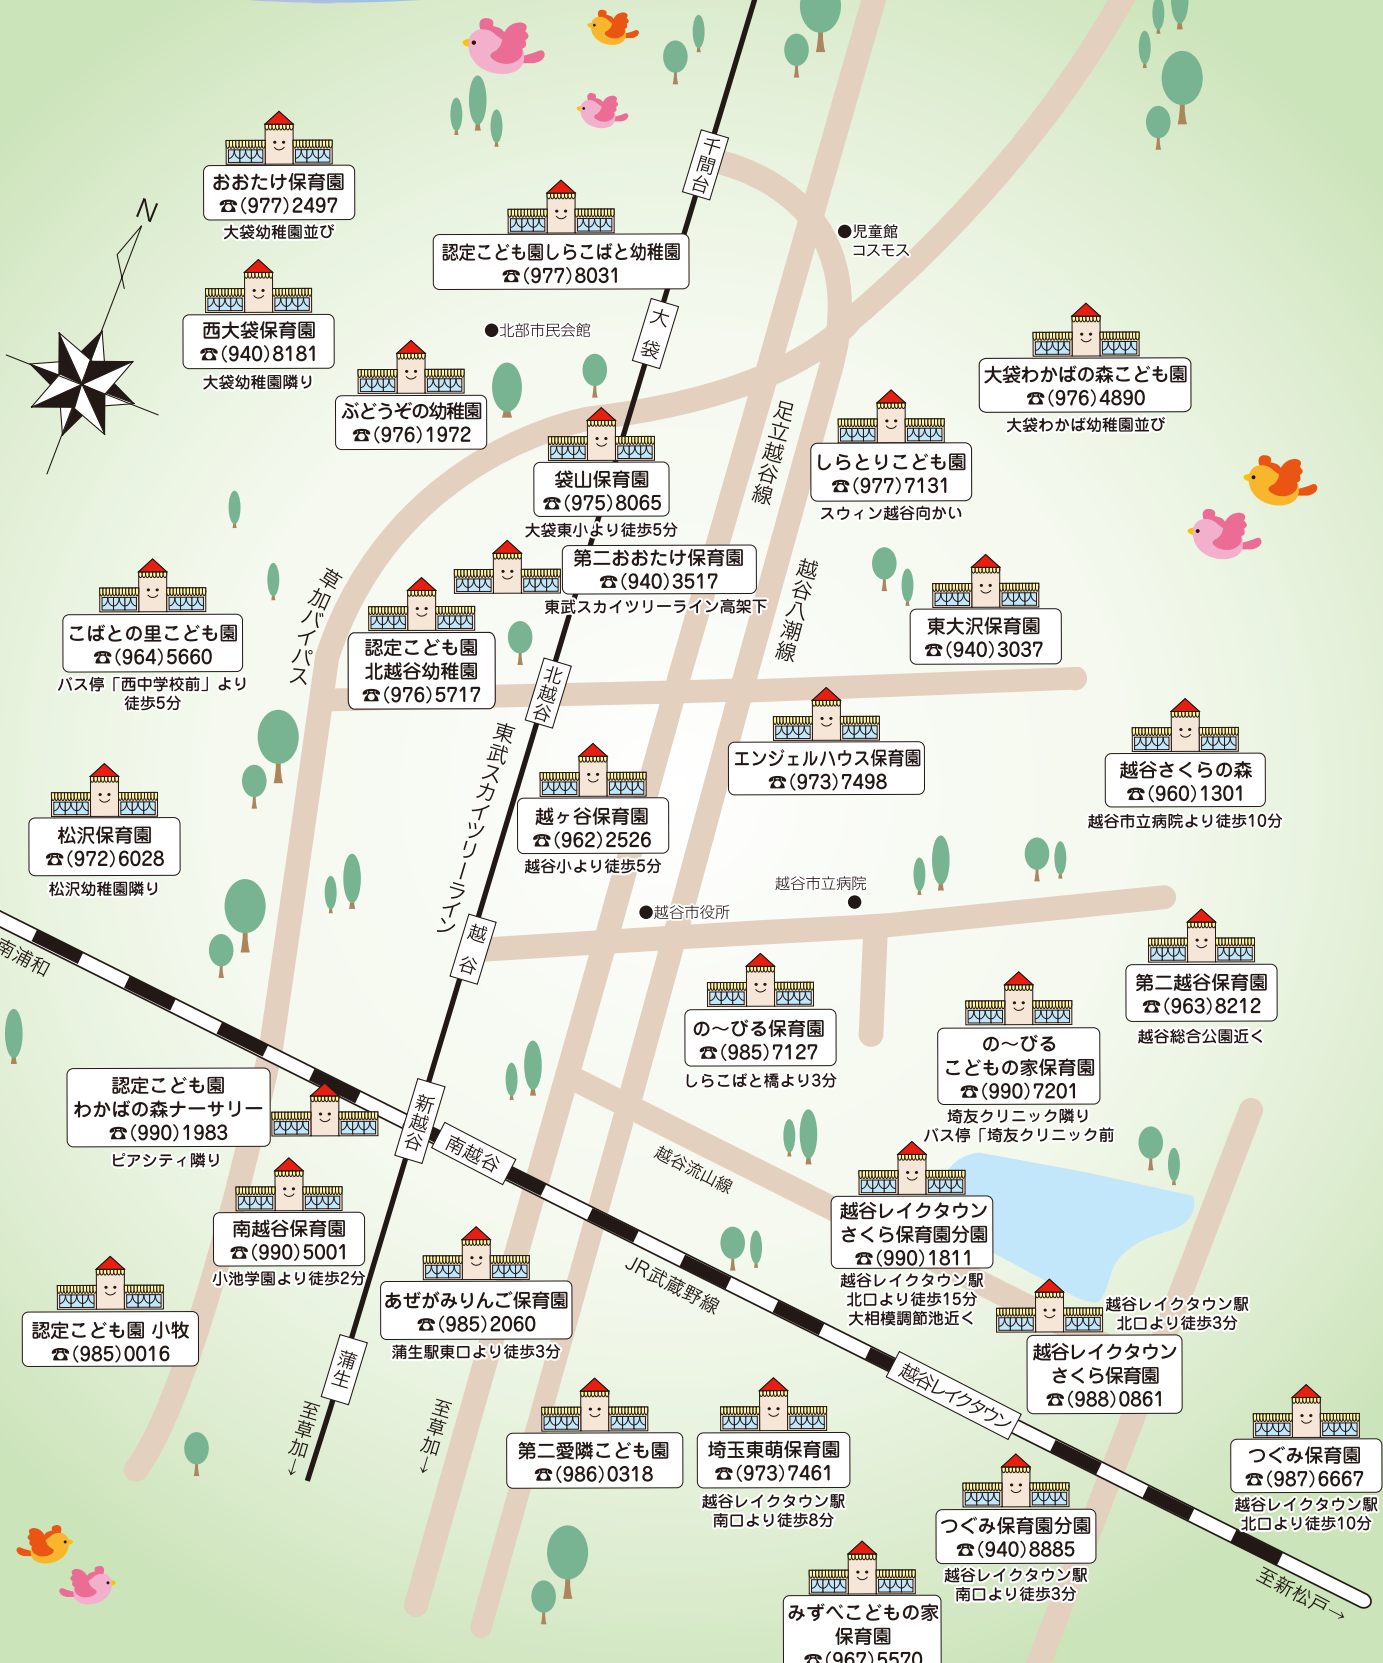 千間台
おおたけ保育園
☎(977)2497
大袋幼稚園並び
N
認定こども園しらこばと幼稚園
☎(977)8031
●児童館
コスモス
西大袋保育園
☎(940)8181
大袋幼稚園隣り
●北部市民会館
大袋
ぶどうぞの幼稚園
☎(976)1972
大袋わかばの森こども園
☎(976)4890
大袋わかば幼稚園並び
足立越谷線
袋山保育園
☎(975)8065
大袋東小より徒歩5分
しらとりこども園
☎(977)7131
スウィン越谷向かい
第二おおたけ保育園
☎(940)3517
東武スカイツリーライン高架下
草加バイパス
越谷八潮線
こばとの里こども園
☎(964)5660
バス停「西中学校前」より
徒歩5分
認定こども園
北越谷幼稚園
☎(976)5717
東大沢保育園
☎(940)3037
北越谷
東武スカイツリーライン
エンジェルハウス保育園
☎(973)7498
越谷さくらの森
☎(960)1301
越谷市立病院より徒歩10分
松沢保育園
☎(972)6028
松沢幼稚園隣り
越ヶ谷保育園
☎(962)2526
越谷小より徒歩5分
越谷市立病院
●越谷市役所
越谷
南浦和
第二越谷保育園
☎(963)8212
越谷総合公園近く
の〜びる保育園
☎(985)7127
しらこばと橋より3分
の〜びる
こどもの家保育園
☎(990)7201
埼友クリニック隣り
バス停「埼友クリニック前
認定こども園
わかばの森ナーサリー
☎(990)1983
ピアシティ隣り
新越谷
南越谷
越谷流山線
南越谷保育園
☎(990)5001
小池学園より徒歩2分
越谷レイクタウン
さくら保育園分園
☎(990)1811
越谷レイクタウン駅
北口より徒歩15分
大相模調節池近く
JR武蔵野線
認定こども園 小牧
☎(985)0016
あぜがみりんご保育園
☎(985)2060
蒲生駅東口より徒歩3分
越谷レイクタウン駅
北口より徒歩3分
越谷レイクタウン
さくら保育園
☎(988)0861
蒲生
越谷レイクタウン
至草加→
至草加→
第二愛隣こども園
☎(986)0318
埼玉東萌保育園
☎(973)7461
越谷レイクタウン駅
南口より徒歩8分
つぐみ保育園
☎(987)6667
越谷レイクタウン駅
北口より徒歩10分
つぐみ保育園分園
☎(940)8885
越谷レイクタウン駅
南口より徒歩3分
至新松戸→
みずべこどもの家
保育園
☎(967)5570